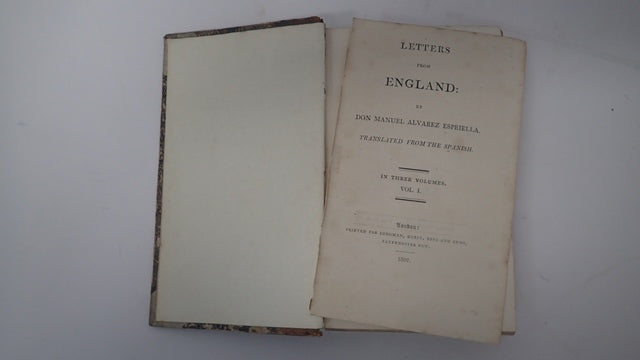 LETTERS
FROM
ENGLAND:
BY
DON MANUEL ALVAREZ ESPRIELLA.
TRANSLATED FROM THE SPANISH.
IN THREE VOLUMES.
VOL. I.
London:
PRINTED FOR LONGMAN, HURST, REES AND ORME,
PATERNOSTER ROW.
1807.